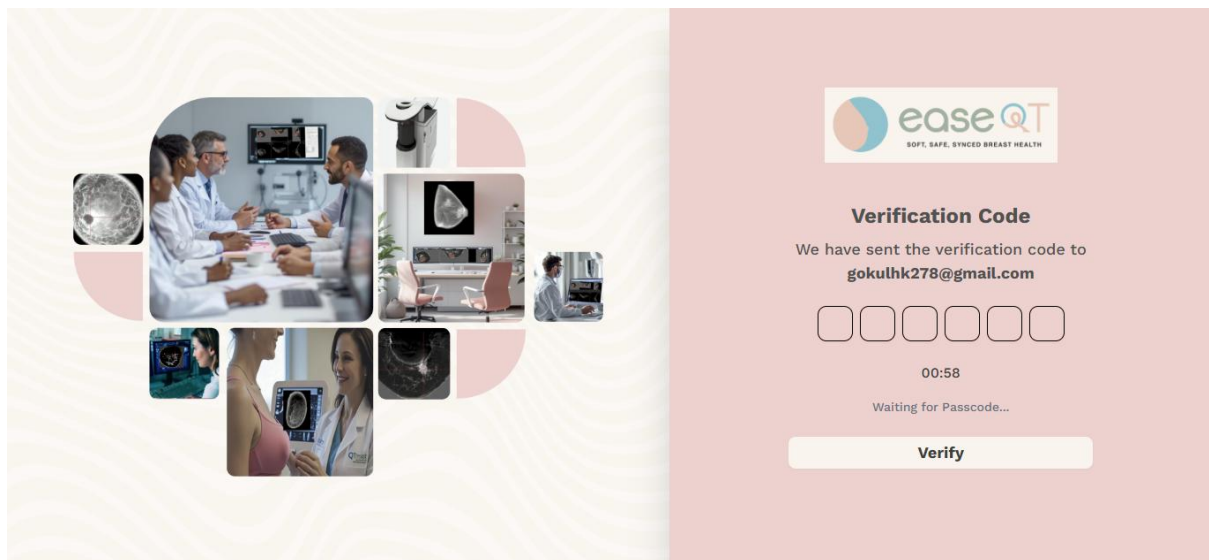 ease QT
SOFT, SAFE, SYNCED BREAST HEALTH
Verification Code
We have sent the verification code to
gokulhk278@gmail.com
00:58
Waiting for Passcode...
Verify